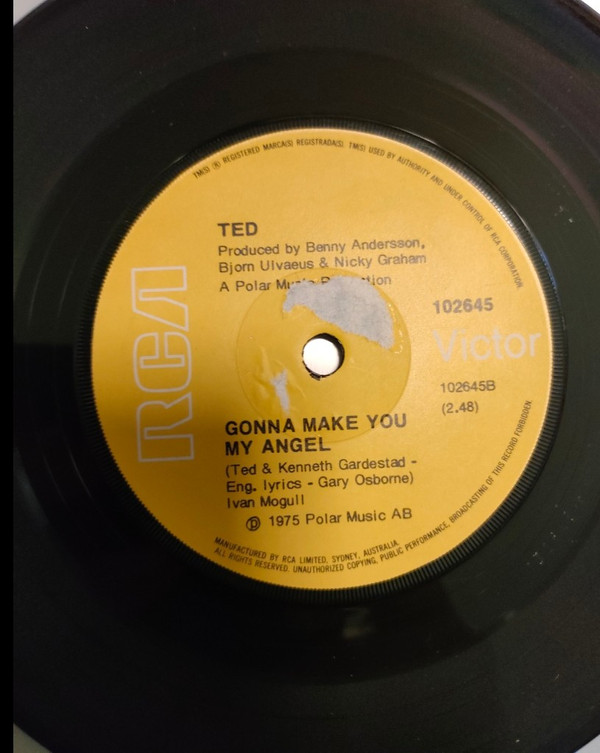 TM(S) ® REGISTERED MARCA(S) REGISTRADA(S). TM(S) USED BY AUTHORITY AND UNDER CONTROL OF RCA CORPORATION.
TED
Produced by Benny Andersson,
Bjorn Ulvaeus & Nicky Graham
A Polar
RCA
102645
Victor
102645B
(2.48)
GONNA MAKE YOU
MY ANGEL
(Ted & Kenneth Gardestad -
Eng. lyrics - Gary Osborne)
Ivan Mogull
Ⓟ 1975 Polar Music AB
MANUFACTURED BY RCA LIMITED, SYDNEY, AUSTRALIA.
ALL RIGHTS RESERVED. UNAUTHORIZED COPYING, PUBLIC PERFORMANCE, BROADCASTING OF THIS RECORD FORBIDDEN.